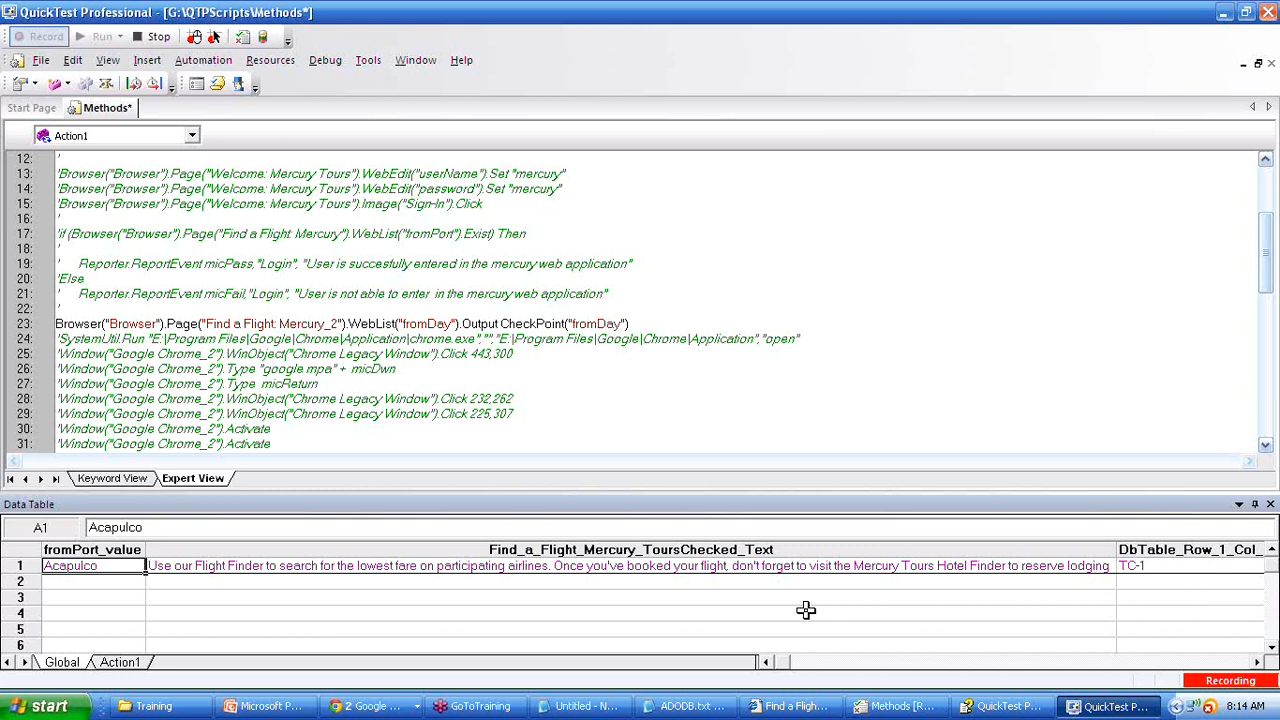 QuickTest Professional - [G:\QTPScripts\Methods*]
Record Run Stop
File Edit View Insert Automation Resources Debug Tools Window Help
Start Page Methods*
Action1
12: '
13: 'Browser("Browser").Page("Welcome: Mercury Tours").WebEdit("userName").Set "mercury"
14: 'Browser("Browser").Page("Welcome: Mercury Tours").WebEdit("password").Set "mercury"
15: 'Browser("Browser").Page("Welcome: Mercury Tours").Image("Sign-In").Click
16: '
17: 'if (Browser("Browser").Page("Find a Flight: Mercury").WebList("fromPort").Exist) Then
18: '
19: ' Reporter.ReportEvent micPass,"Login", "User is succesfully entered in the mercury web application"
20: 'Else
21: ' Reporter.ReportEvent micFail,"Login", "User is not able to enter in the mercury web application"
22: '
23: Browser("Browser").Page("Find a Flight: Mercury_2").WebList("fromDay").Output CheckPoint("fromDay")
24: 'SystemUtil.Run "E:\Program Files\Google\Chrome\Application\chrome.exe","","E:\Program Files\Google\Chrome\Application","open"
25: 'Window("Google Chrome_2").WinObject("Chrome Legacy Window").Click 443,300
26: 'Window("Google Chrome_2").Type "google mpa" + micDwn
27: 'Window("Google Chrome_2").Type micReturn
28: 'Window("Google Chrome_2").WinObject("Chrome Legacy Window").Click 232,262
29: 'Window("Google Chrome_2").WinObject("Chrome Legacy Window").Click 225,307
30: 'Window("Google Chrome_2").Activate
31: 'Window("Google Chrome_2").Activate
Keyword View Expert View
Data Table
A1 Acapulco
fromPort_value Find_a_Flight_Mercury_ToursChecked_Text DbTable_Row_1_Col_
1 Acapulco Use our Flight Finder to search for the lowest fare on participating airlines. Once you've booked your flight, don't forget to visit the Mercury Tours Hotel Finder to reserve lodging TC-1
2
3
4
5
6
Global Action1
Recording
start Training Microsoft P... 2 Google ... GoToTraining Untitled - N... ADODB.txt ... Find a Fligh... Methods [R... QuickTest P... QuickTest P... 8:14 AM